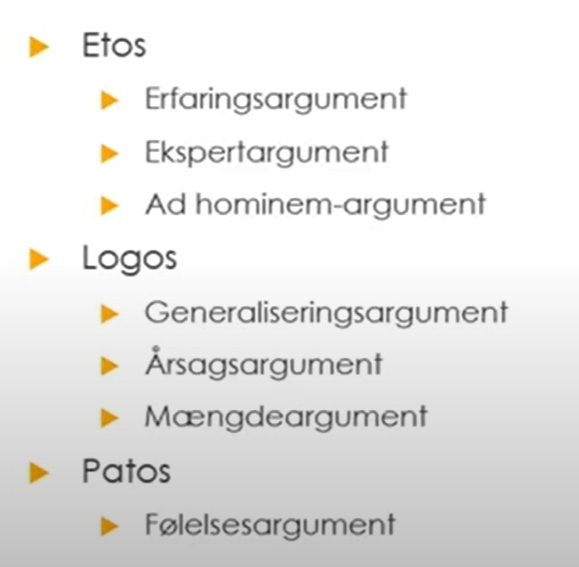 Etos
Erfaringsargument
Ekspertargument
Ad hominem-argument
Logos
Generaliseringsargument
Årsagsargument
Mængdeargument
Patos
Følelsesargument